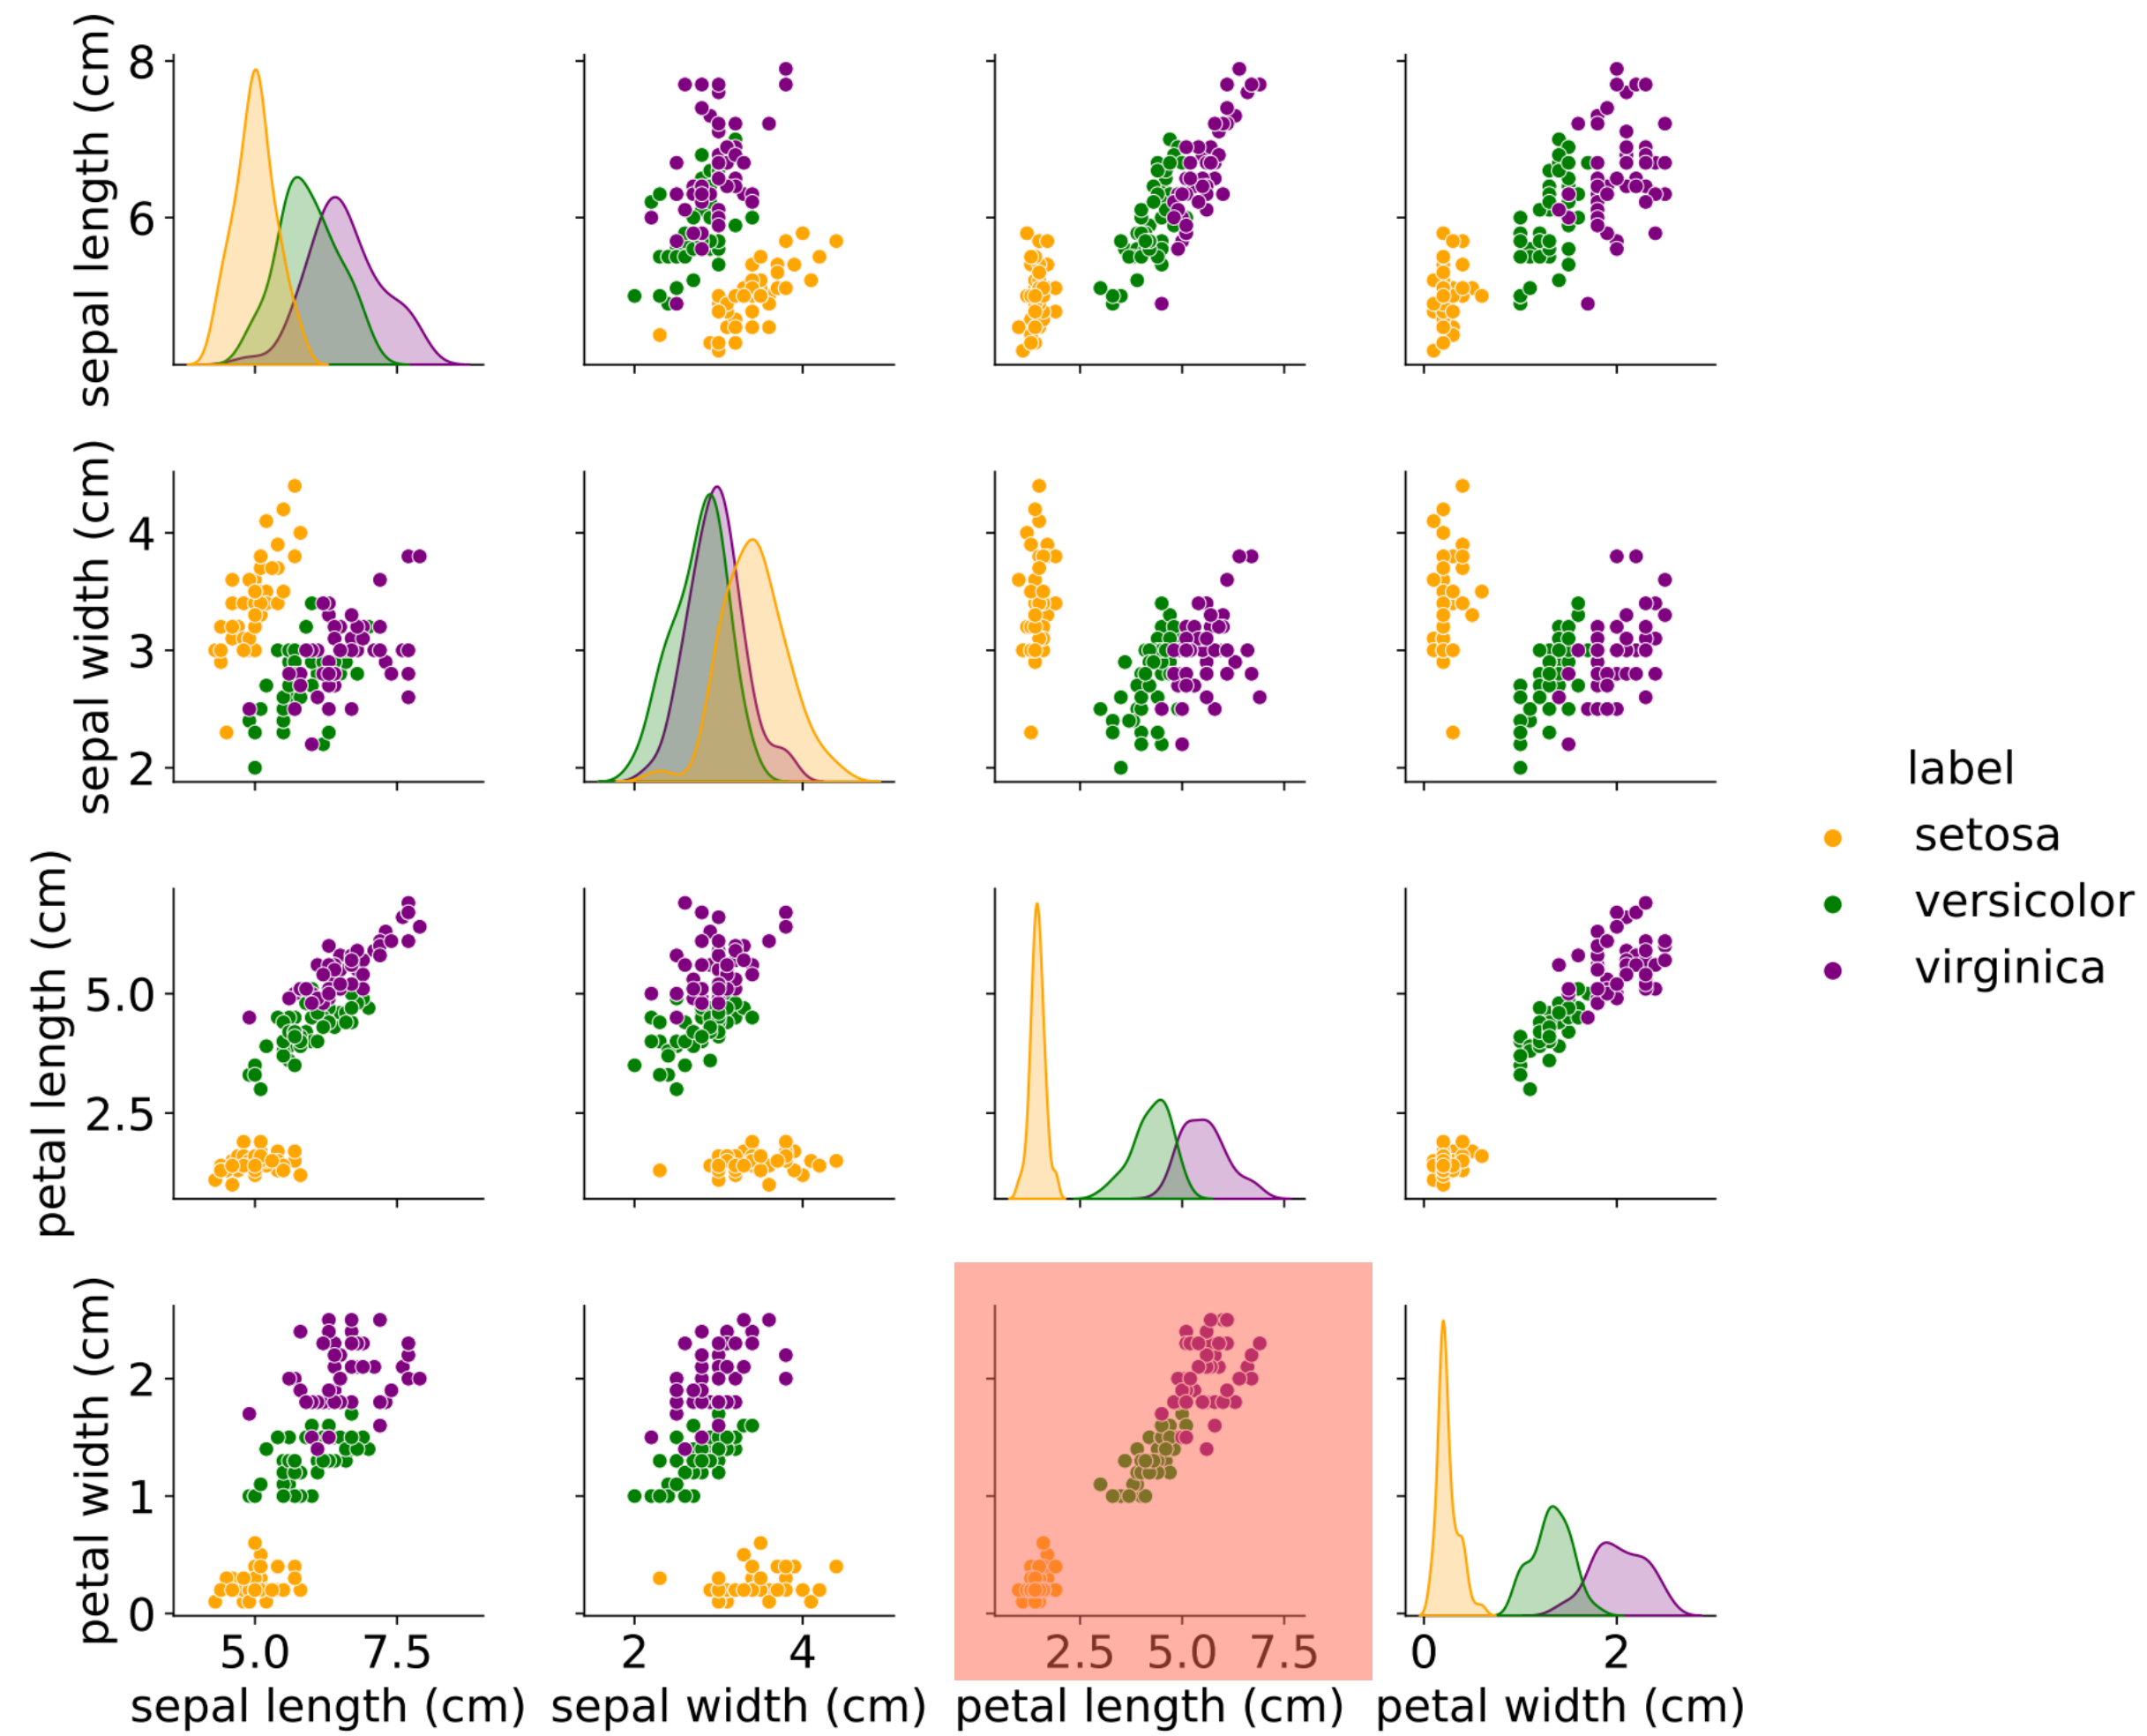 sepal length (cm)
8
6
sepal width (cm)
4
3
2
petal length (cm)
5.0
2.5
petal width (cm)
2
1
0
5.0 7.5
2 4
2.5 5.0 7.5
0 2
sepal length (cm)
sepal width (cm)
petal length (cm)
petal width (cm)
label
setosa
versicolor
virginica